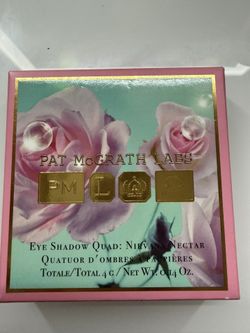 PAT McGRATH LABS
PM L
EYE SHADOW QUAD: NIRVANA NECTAR
QUATUOR D'OMBRES À PAUPIÈRES
TOTALE/TOTAL 4 G / NET WT. 0.14 OZ.